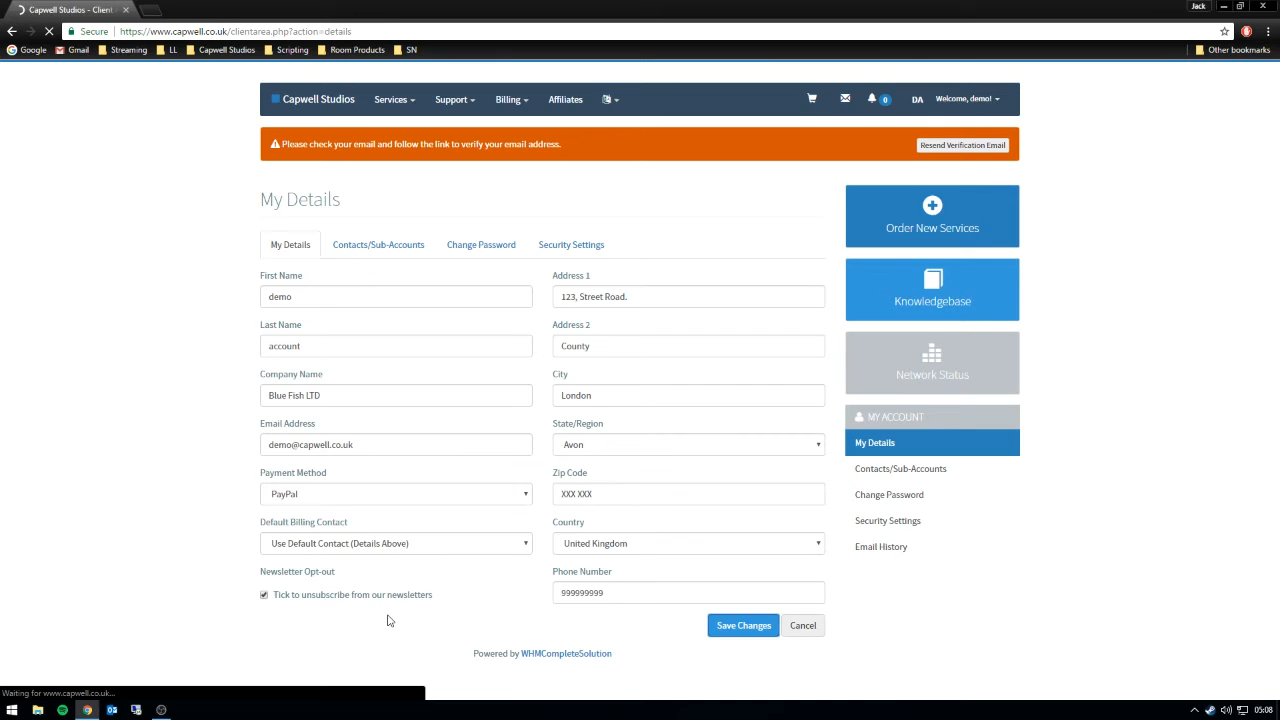 Capwell Studios - Client A
Jack
Secure https://www.capwell.co.uk/clientarea.php?action=details
Google Gmail Streaming LL Capwell Studios Scripting Room Products SN Other bookmarks
Capwell Studios Services Support Billing Affiliates 0 DA Welcome, demo!
Please check your email and follow the link to verify your email address. Resend Verification Email
My Details
My Details Contacts/Sub-Accounts Change Password Security Settings
First Name
demo
Last Name
account
Company Name
Blue Fish LTD
Email Address
demo@capwell.co.uk
Payment Method
PayPal
Default Billing Contact
Use Default Contact (Details Above)
Newsletter Opt-out
Tick to unsubscribe from our newsletters
Address 1
123, Street Road.
Address 2
County
City
London
State/Region
Avon
Zip Code
XXX XXX
Country
United Kingdom
Phone Number
999999999
Save Changes Cancel
Powered by WHMCompleteSolution
Order New Services
Knowledgebase
Network Status
MY ACCOUNT
My Details
Contacts/Sub-Accounts
Change Password
Security Settings
Email History
Waiting for www.capwell.co.uk...
05:08